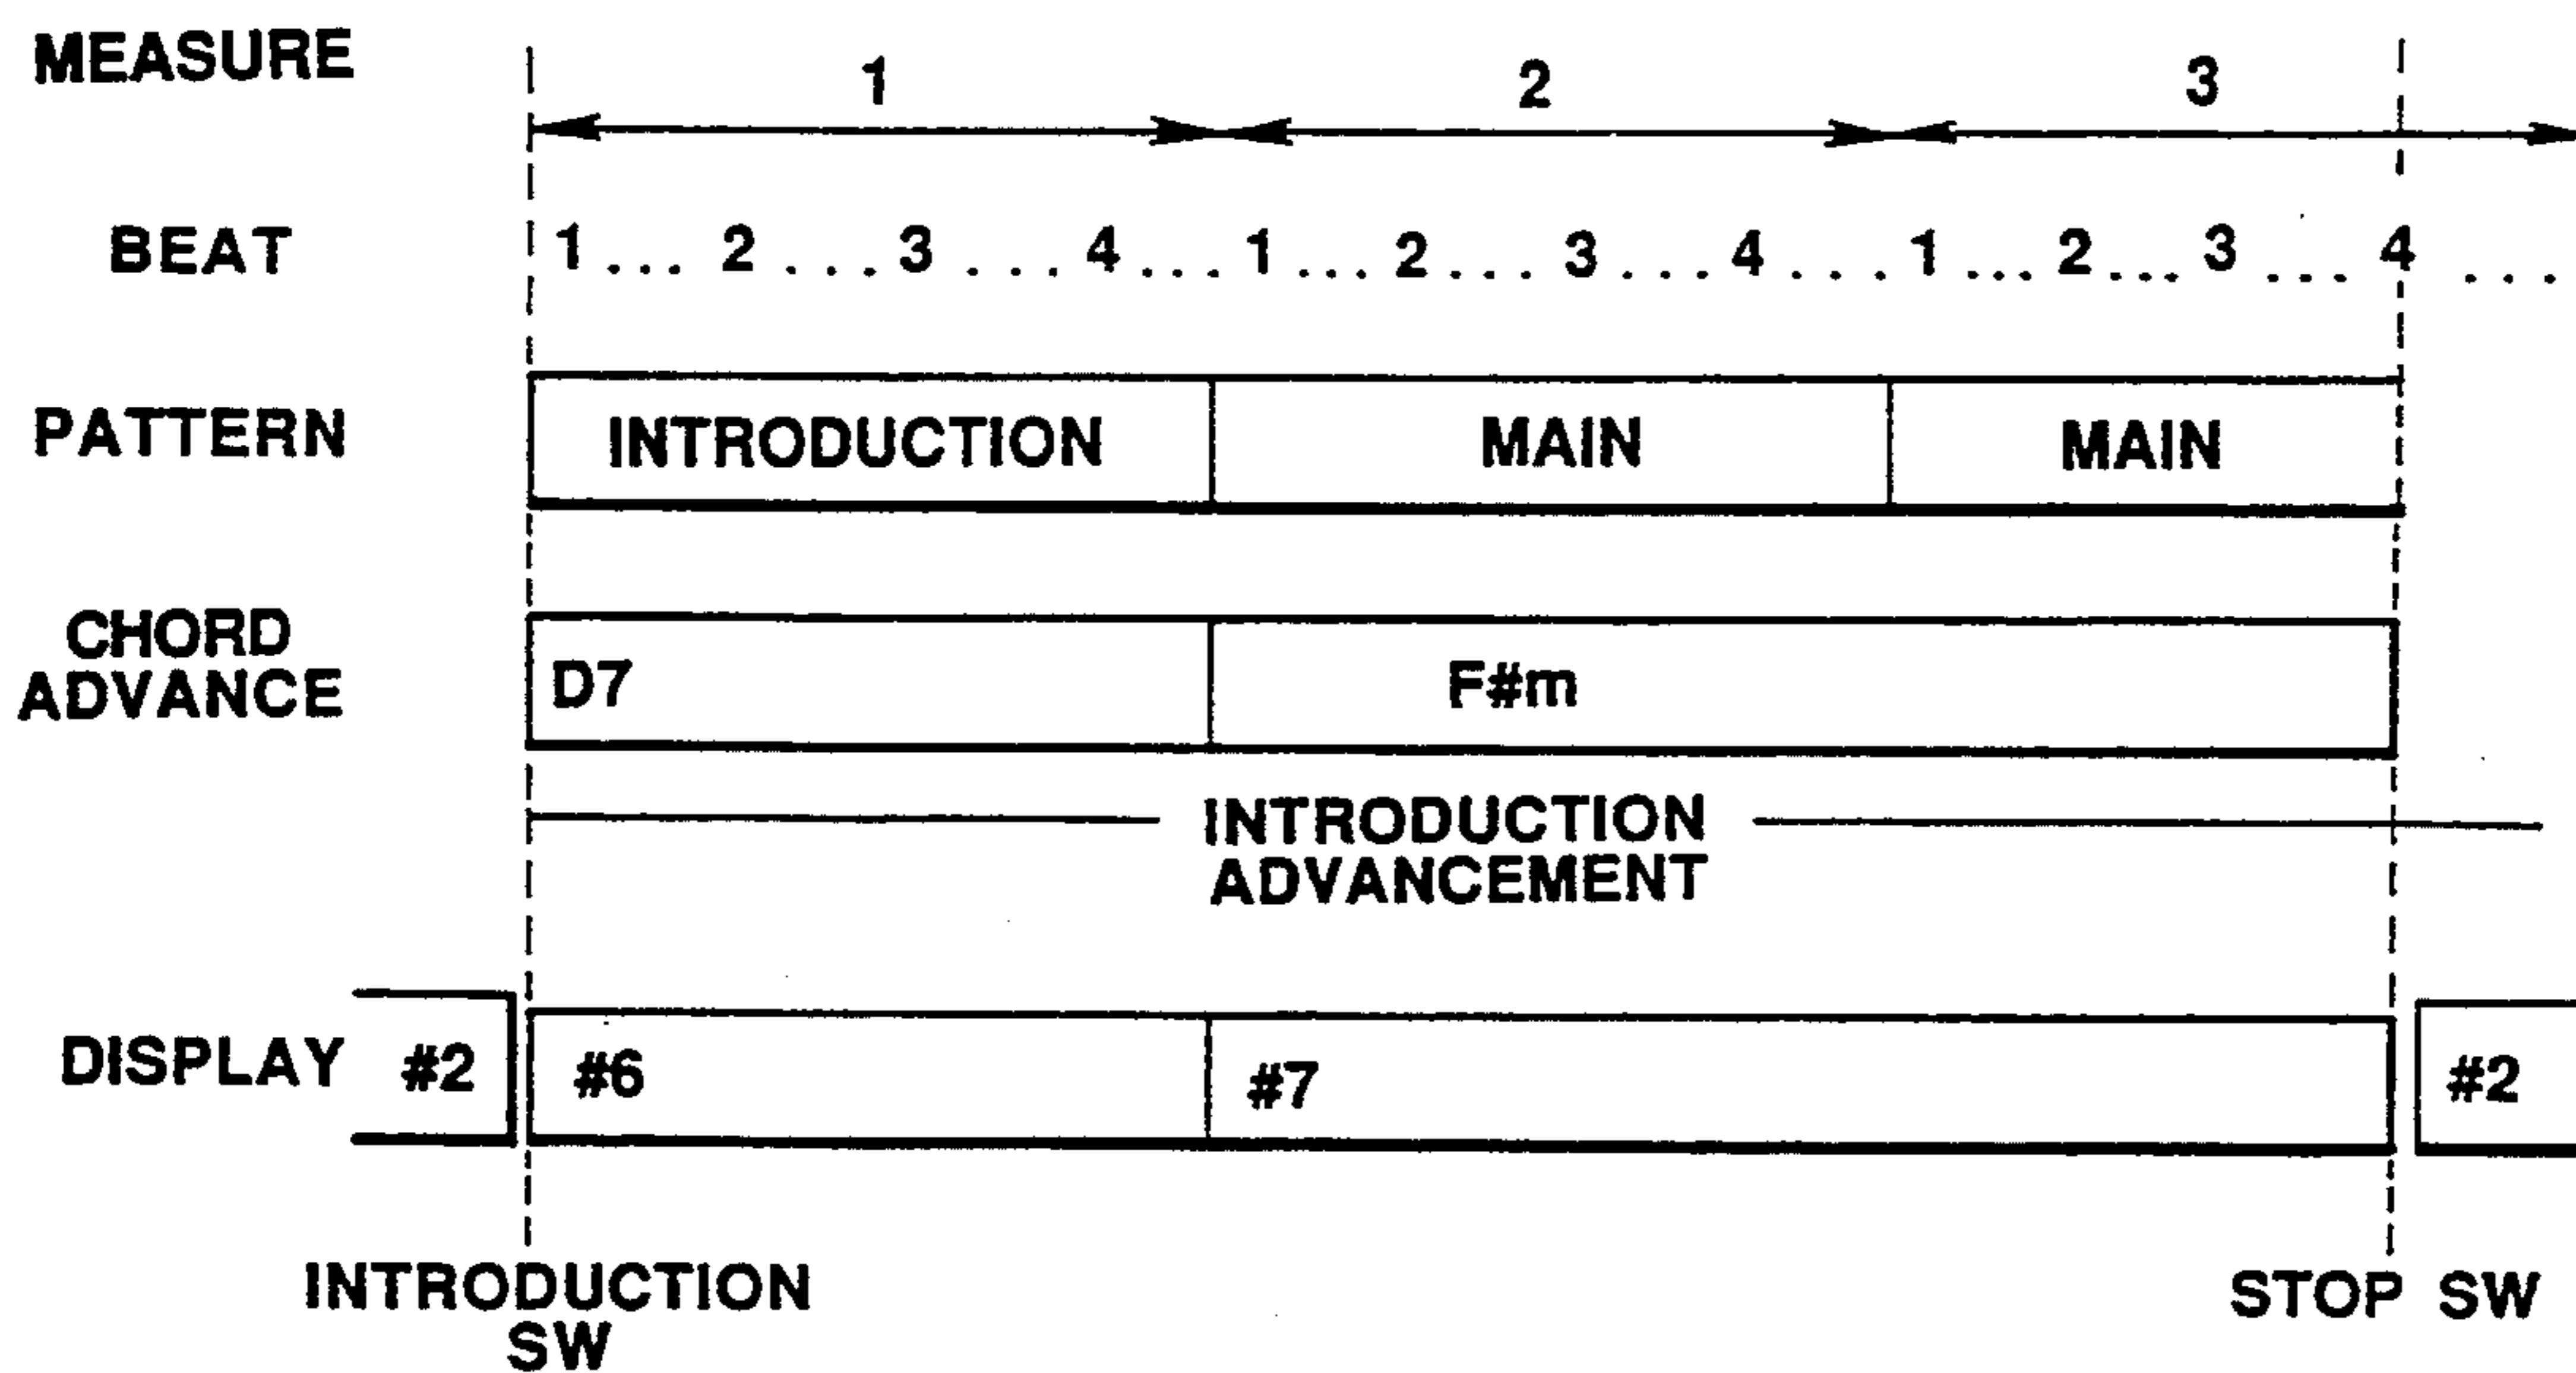 MEASURE 1 2 3
BEAT 1 ... 2 ... 3 ... 4 ... 1 ... 2 ... 3 ... 4 ... 1 ... 2 ... 3 ... 4 ...
PATTERN INTRODUCTION MAIN MAIN
CHORD
ADVANCE D7 F#m
INTRODUCTION
ADVANCEMENT
DISPLAY #2 #6 #7 #2
INTRODUCTION
SW
STOP SW